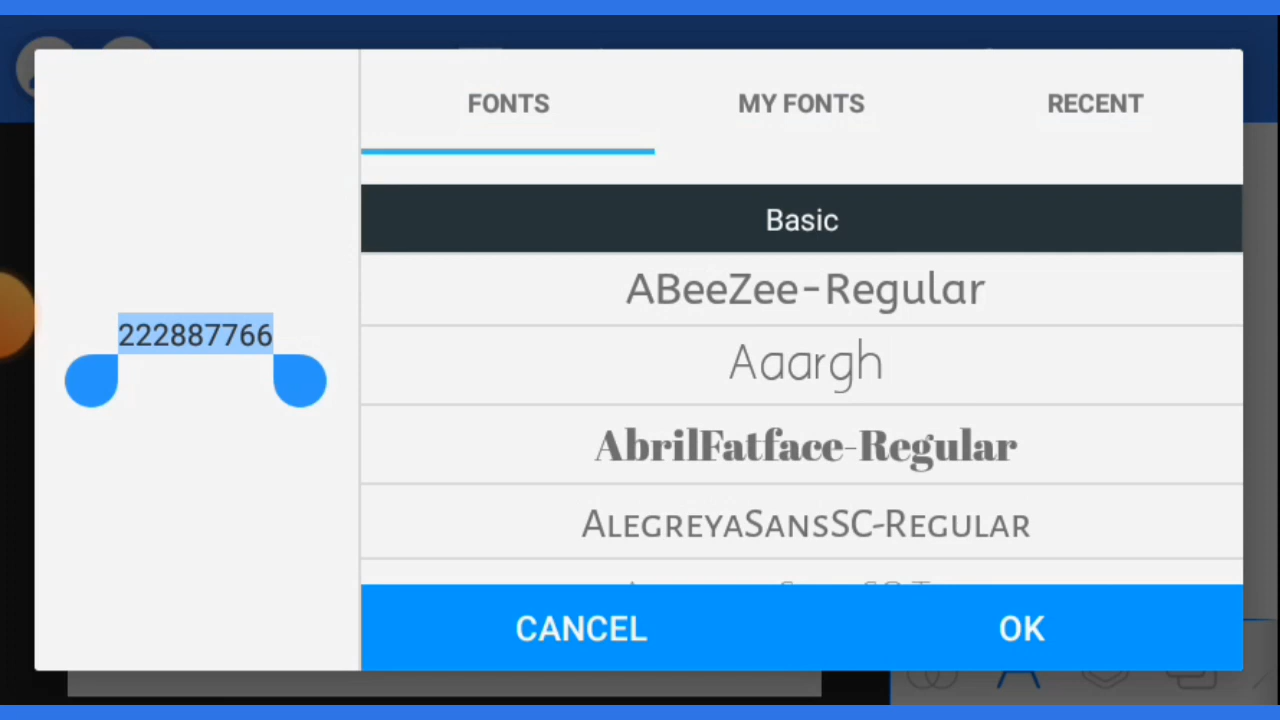 FONTS
MY FONTS
RECENT
Basic
ABeeZee-Regular
222887766
Aaargh
AbrilFatface-Regular
AlegreyaSansSC-Regular
CANCEL
OK